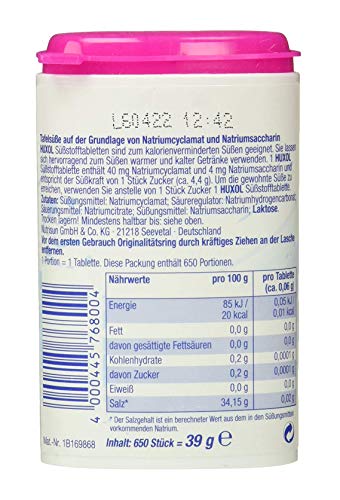 L60422 12:42
Tafelsüße auf der Grundlage von Natriumcyclamat und Natriumsaccharin
HUXOL Süßstofftabletten sind zum kalorienverminderten Süßen geeignet. Sie lassen
sich hervorragend zum Süßen warmer und kalter Getränke verwenden. 1 HUXOL
Süßstofftablette enthält 40 mg Natriumcyclamat und 4 mg Natriumsaccharin und
entspricht der Süßkraft von 1 Stück Zucker (ca. 4,4 g). Um die gewohnte Süße zu
erreichen, verwenden Sie anstelle von 1 Stück Zucker 1 HUXOL Süßstofftablette.
Zutaten: Süßungsmittel: Natriumcyclamat; Säureregulator: Natriumhydrogencarbonat;
Säuerungsmittel: Natriumcitrate; Süßungsmittel: Natriumsaccharin; Laktose.
Trocken lagern! Mindestens haltbar bis: siehe oben.
Nutrisun GmbH & Co. KG · 21218 Seevetal · Deutschland
Vor dem ersten Gebrauch Originalitätsring durch kräftiges Ziehen an der Lasche
entfernen.
1 Portion = 1 Tablette. Diese Packung enthält 650 Portionen.
Nährwerte pro 100 g pro Tablette (ca. 0,06 g)
Energie 85 kJ / 20 kcal 0,05 kJ / 0,01 kcal
Fett 0,0 g 0,0 g
davon gesättigte Fettsäuren 0,0 g 0,0 g
Kohlenhydrate 0,2 g 0,0001 g
davon Zucker 0,2 g 0,0001 g
Eiweiß 0,0 g 0,0 g
Salz* 34,15 g 0,02 g
* Der Salzgehalt ist ein berechneter Wert aus dem in den Süßungsmitteln
vorkommenden Natrium.
4 000445 768004
Mat.-Nr. 1B169868 Inhalt: 650 Stück = 39 g e